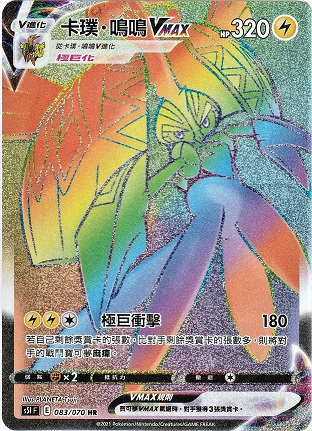 V進化
卡璞・鳴鳴VMAX
HP320
從卡璞・鳴鳴V進化
極巨化
極巨衝擊 180
若自己剩餘獎賞卡的張數，比對手剩餘獎賞卡的張數多，則將對
手的戰鬥寶可夢麻痺。
弱點 ×2 抵抗力
Illus. PLANETA Tsuji
VMAX規則
s5I F E 083/070 HR
寶可夢VMAX氣絕時，對手獲得3張獎賞卡。
©2021 Pokémon/Nintendo/Creatures/GAME FREAK